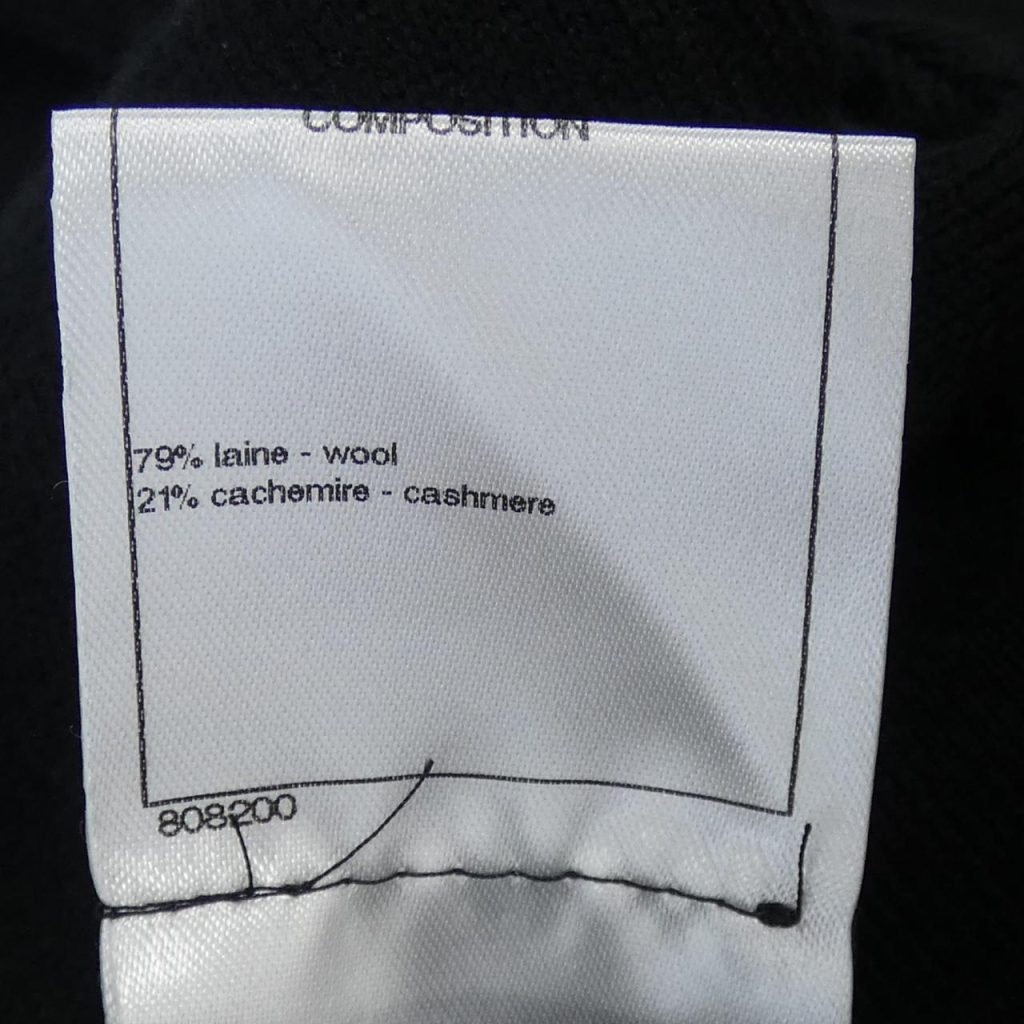 COMPOSITION
79% laine - wool
21% cachemire - cashmere
808200